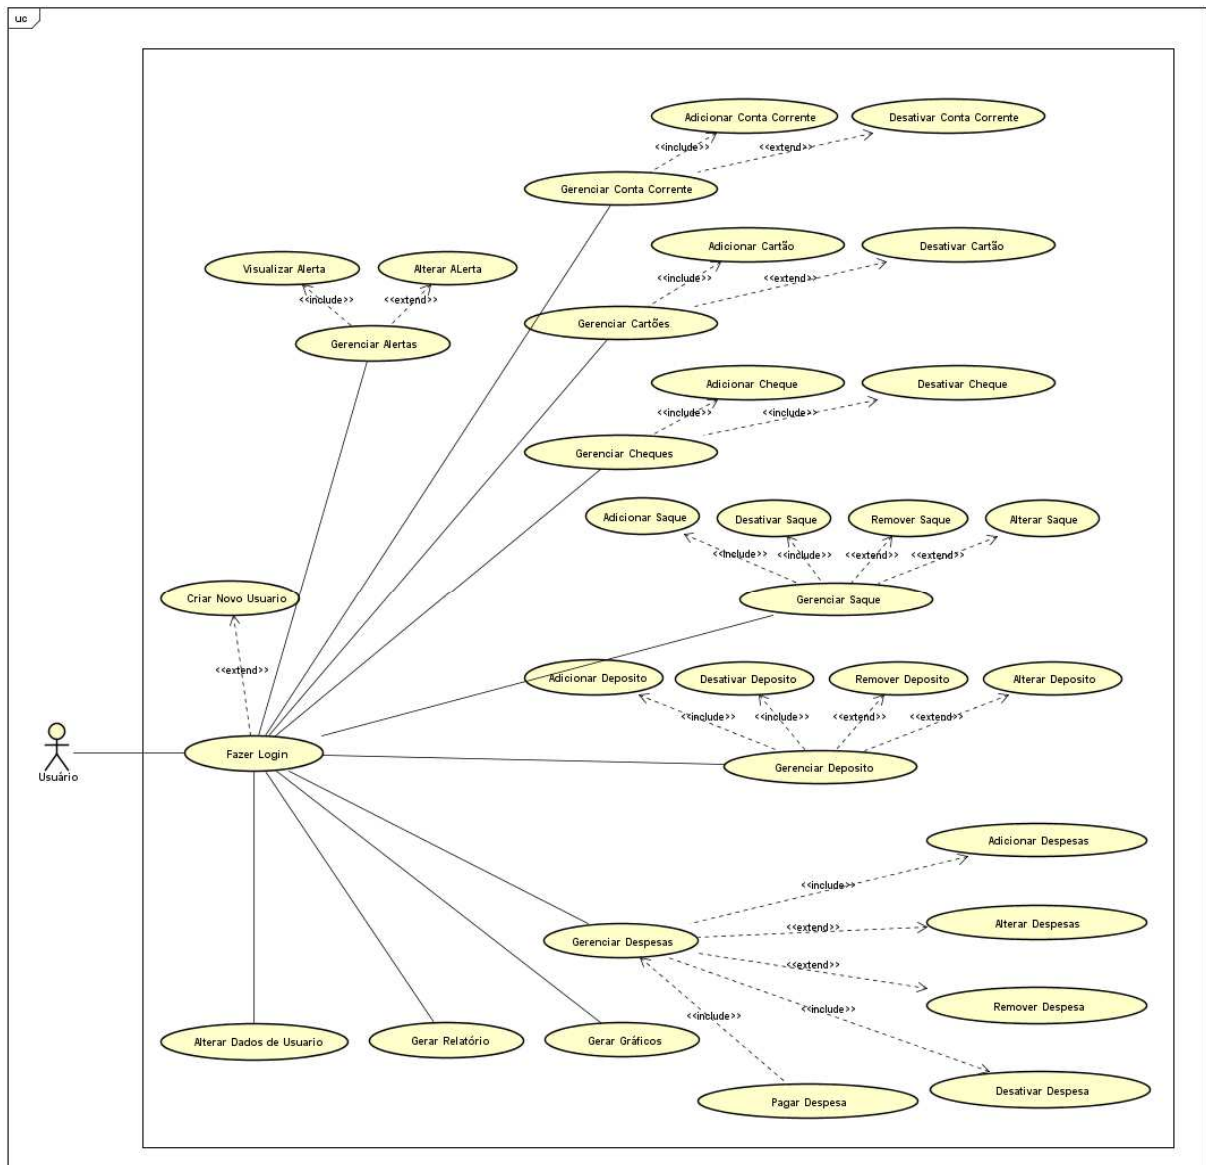 uc
Adicionar Conta Corrente
Desativar Conta Corrente
<<include>>
<<extend>>
Gerenciar Conta Corrente
Adicionar Cartão
Desativar Cartão
Visualizar Alerta
Alterar ALerta
<<include>>
<<extend>>
<<include>>
<<extend>>
Gerenciar Cartões
Gerenciar Alertas
Adicionar Cheque
Desativar Cheque
<<include>>
<<include>>
Gerenciar Cheques
Adicionar Saque
Desativar Saque
Remover Saque
Alterar Saque
<<include>>
<<include>>
<<extend>>
<<extend>>
Criar Novo Usuario
Gerenciar Saque
<<extend>>
Adicionar Deposito
Desativar Deposito
Remover Deposito
Alterar Deposito
<<include>>
<<include>>
<<extend>>
<<extend>>
Fazer Login
Gerenciar Deposito
Usuário
Adicionar Despesas
<<include>>
Alterar Despesas
<<extend>>
Gerenciar Despesas
<<extend>>
Remover Despesa
<<include>>
<<include>>
Alterar Dados de Usuario
Gerar Relatório
Gerar Gráficos
Desativar Despesa
Pagar Despesa